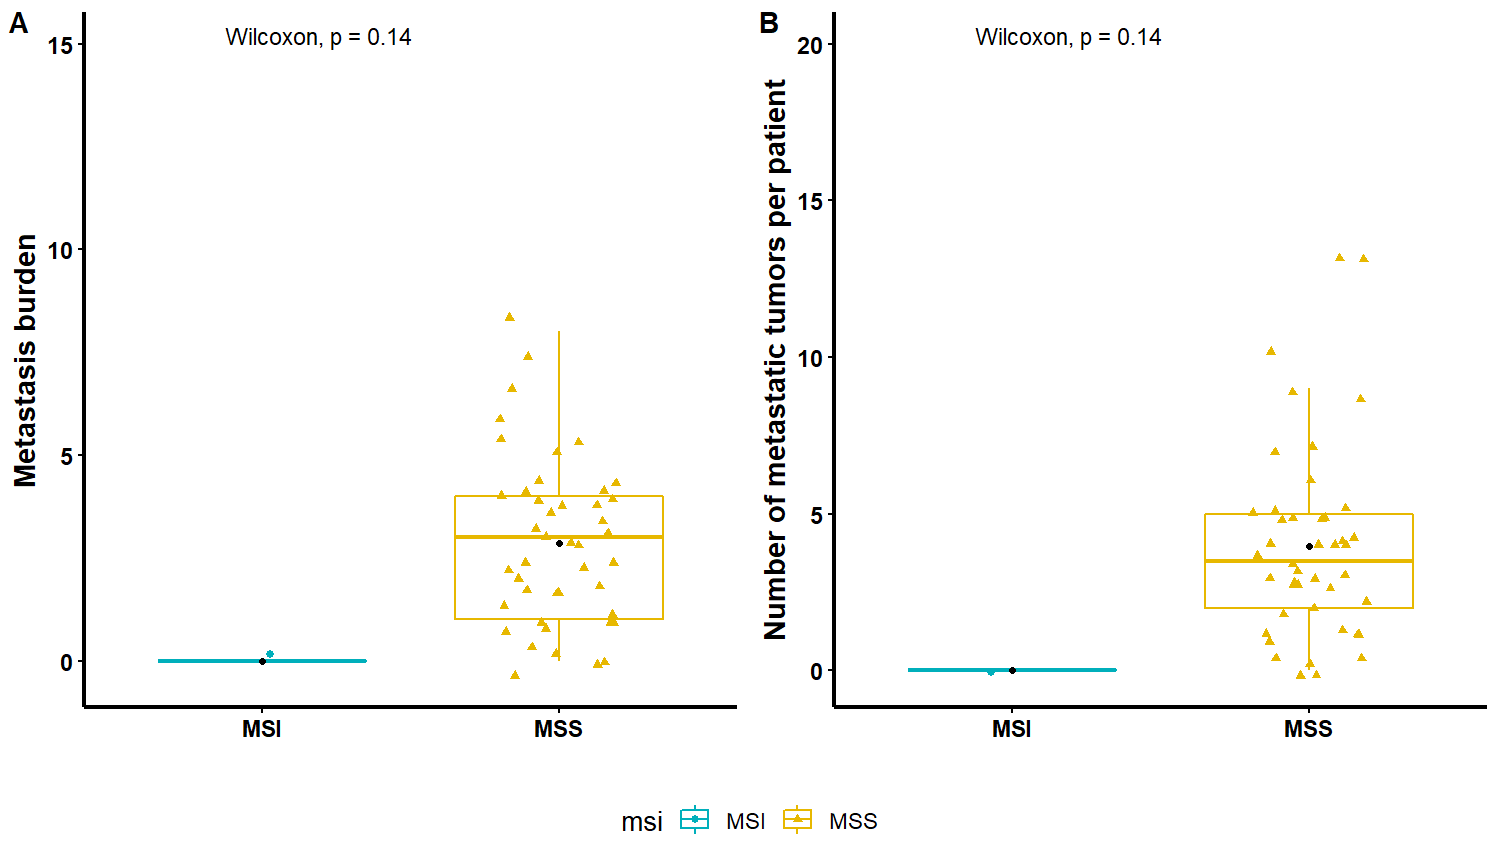 A
Wilcoxon, p = 0.14
Metastasis burden
15
10
5
0
MSI
MSS
B
Wilcoxon, p = 0.14
Number of metastatic tumors per patient
20
15
10
5
0
MSI
MSS
msi MSI MSS